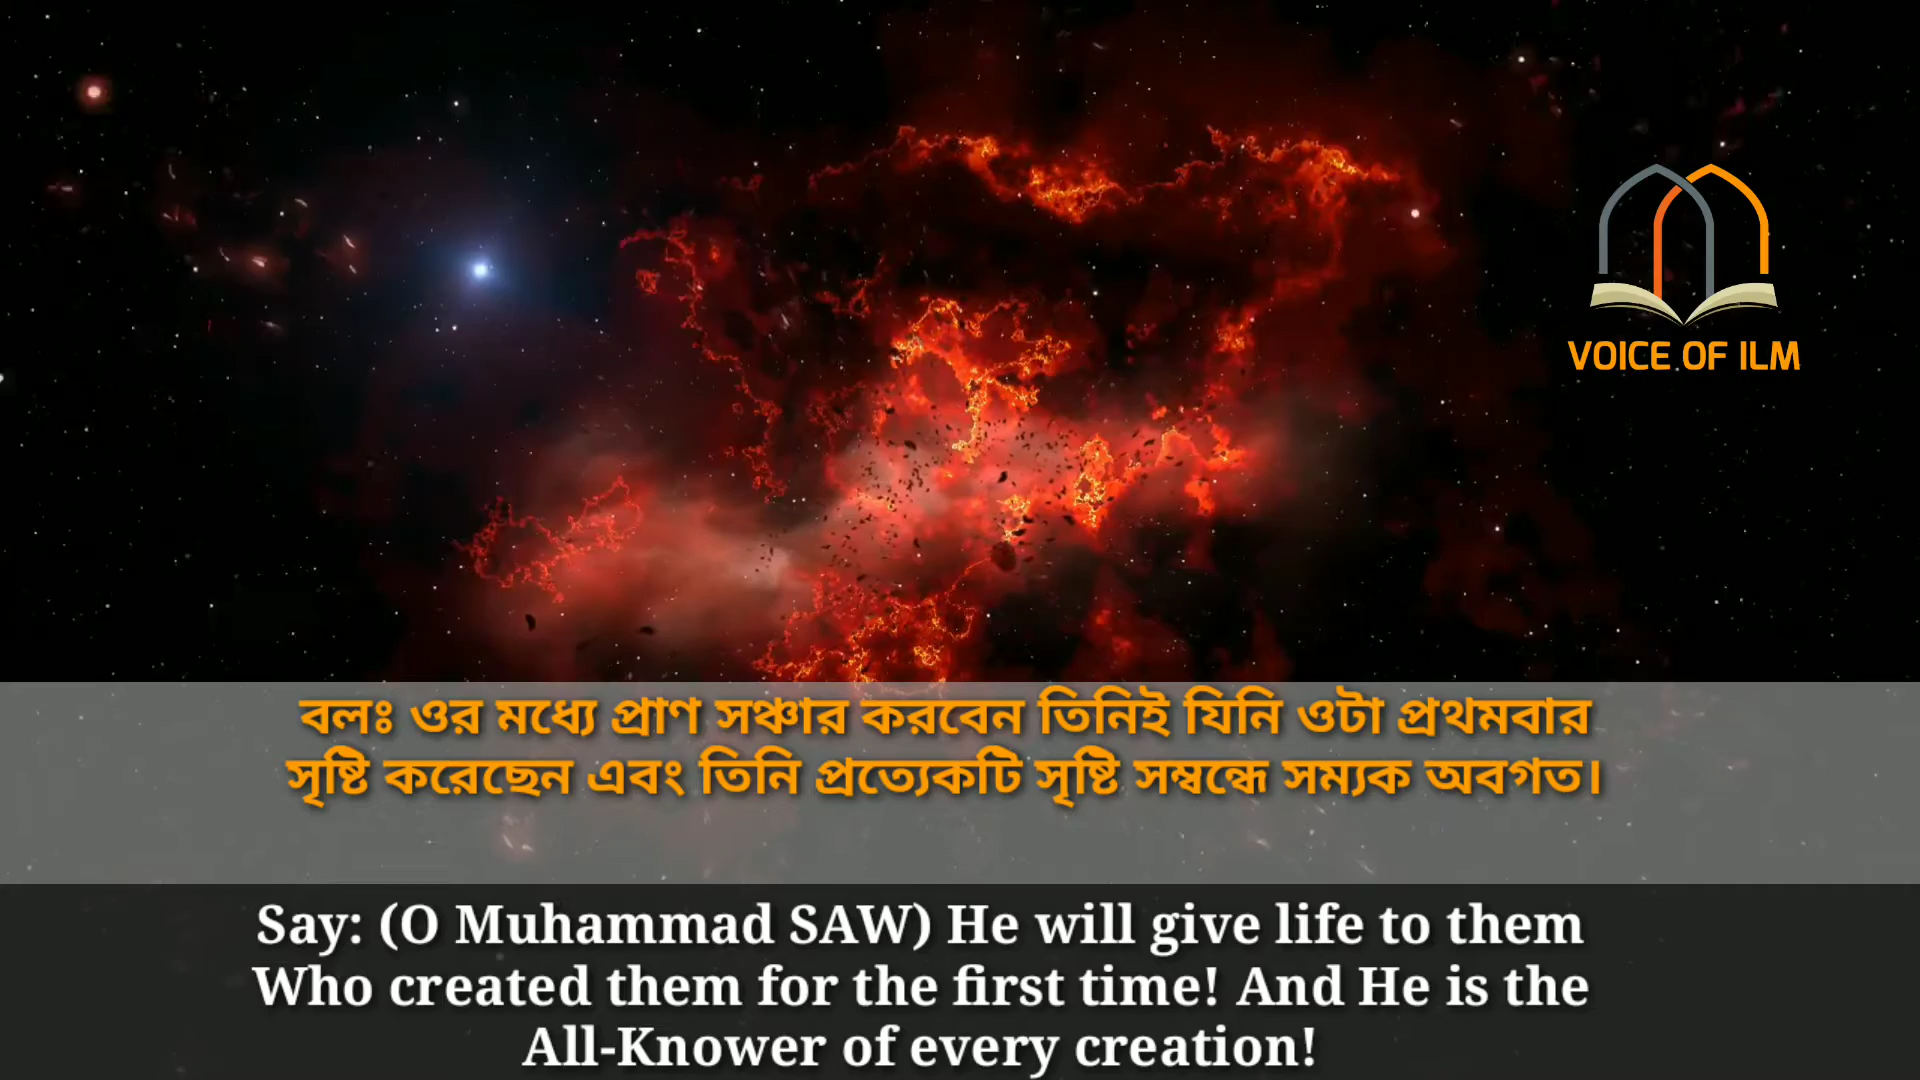 VOICE OF ILM
বলঃ ওর মধ্যে প্রাণ সঞ্চার করবেন তিনিই যিনি ওটা প্রথমবার
সৃষ্টি করেছেন এবং তিনি প্রত্যেকটি সৃষ্টি সম্বন্ধে সম্যক অবগত।
Say: (O Muhammad SAW) He will give life to them
Who created them for the first time! And He is the
All-Knower of every creation!